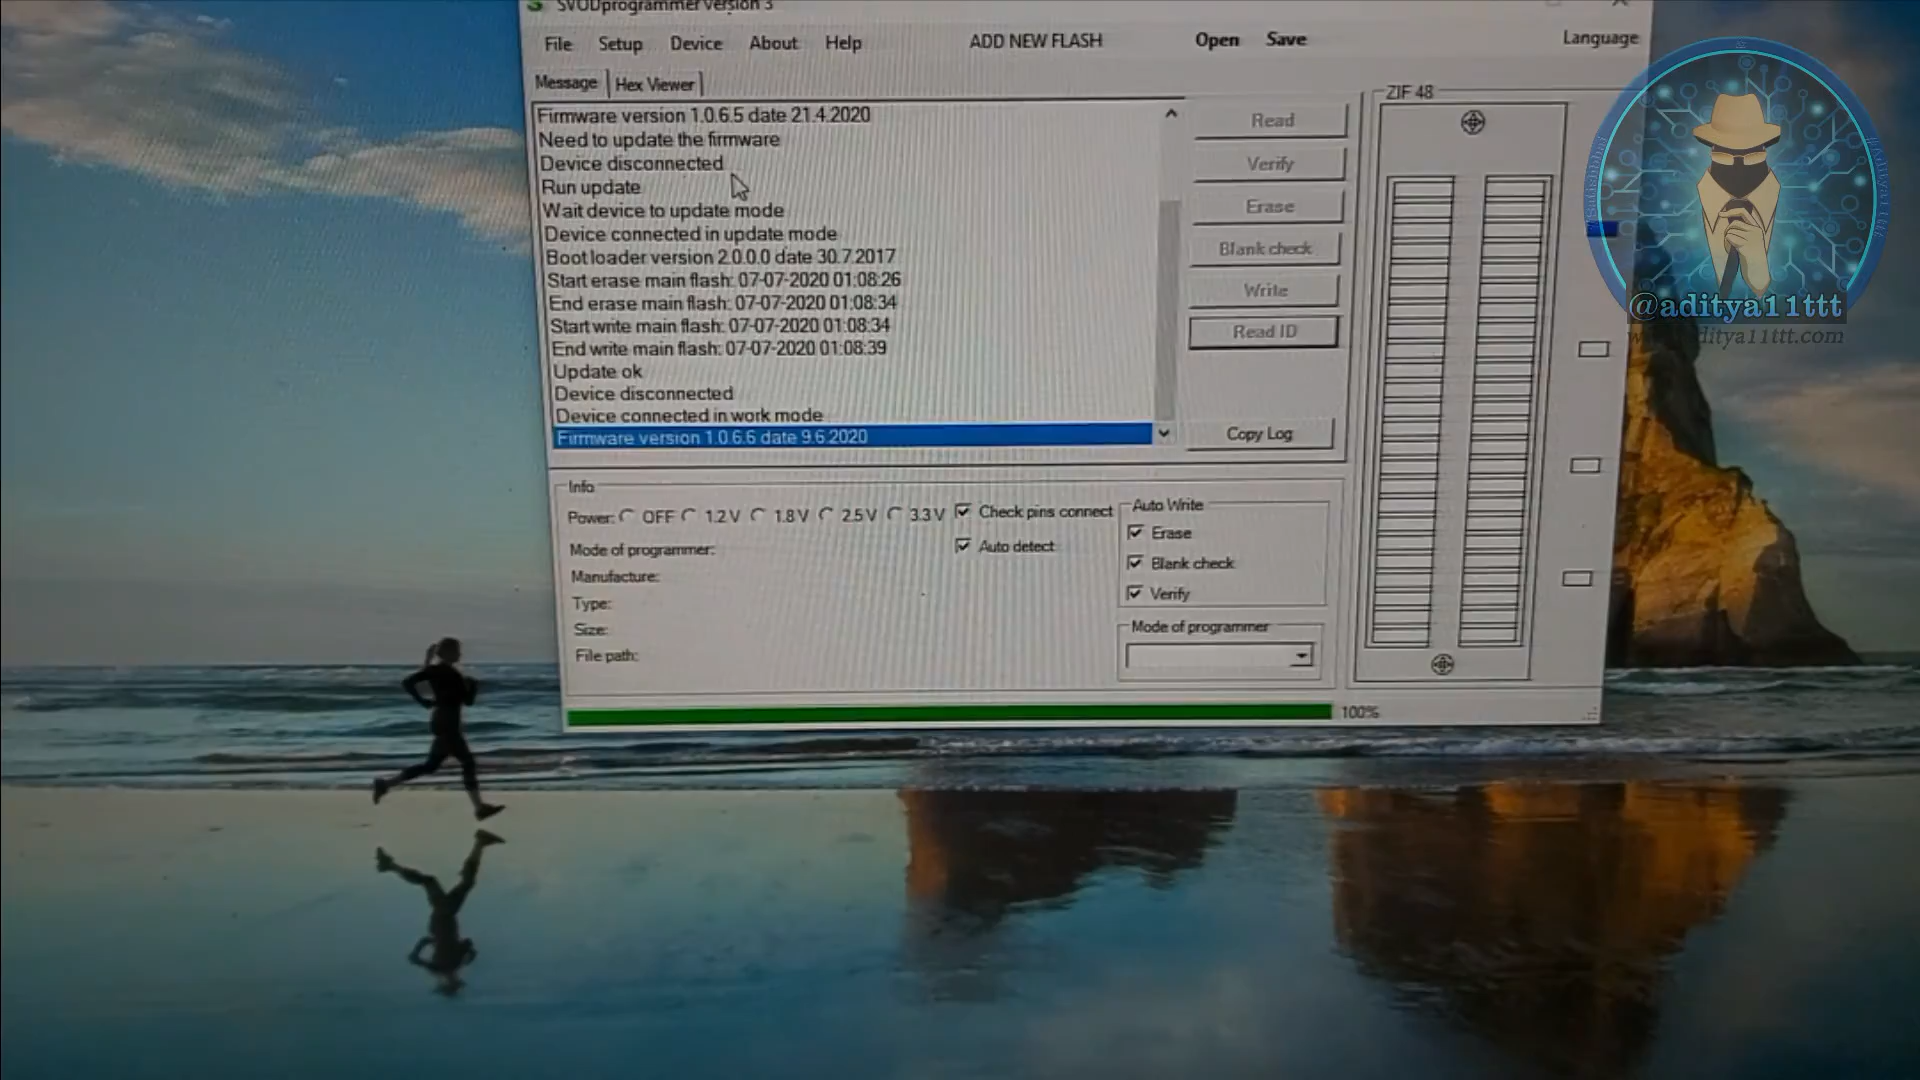 SVODprogrammer version 3
File Setup Device About Help ADD NEW FLASH Open Save Language
Message Hex Viewer
Firmware version 1.0.6.5 date 21.4.2020
Need to update the firmware
Device disconnected
Run update
Wait device to update mode
Device connected in update mode
Boot loader version 2.0.0.0 date 30.7.2017
Start erase main flash: 07-07-2020 01:08:26
End erase main flash: 07-07-2020 01:08:34
Start write main flash: 07-07-2020 01:08:34
End write main flash: 07-07-2020 01:08:39
Update ok
Device disconnected
Device connected in work mode
Firmware version 1.0.6.6 date 9.6.2020
Read
Verify
Erase
Blank check
Write
Read ID
Copy Log
ZIF 48
Info
Power: OFF 1.2 V 1.8 V 2.5 V 3.3 V
Mode of programmer:
Manufacture:
Type:
Size:
File path:
Check pins connect
Auto detect
Auto Write
Erase
Blank check
Verify
Mode of programmer
100%
@aditya11ttt